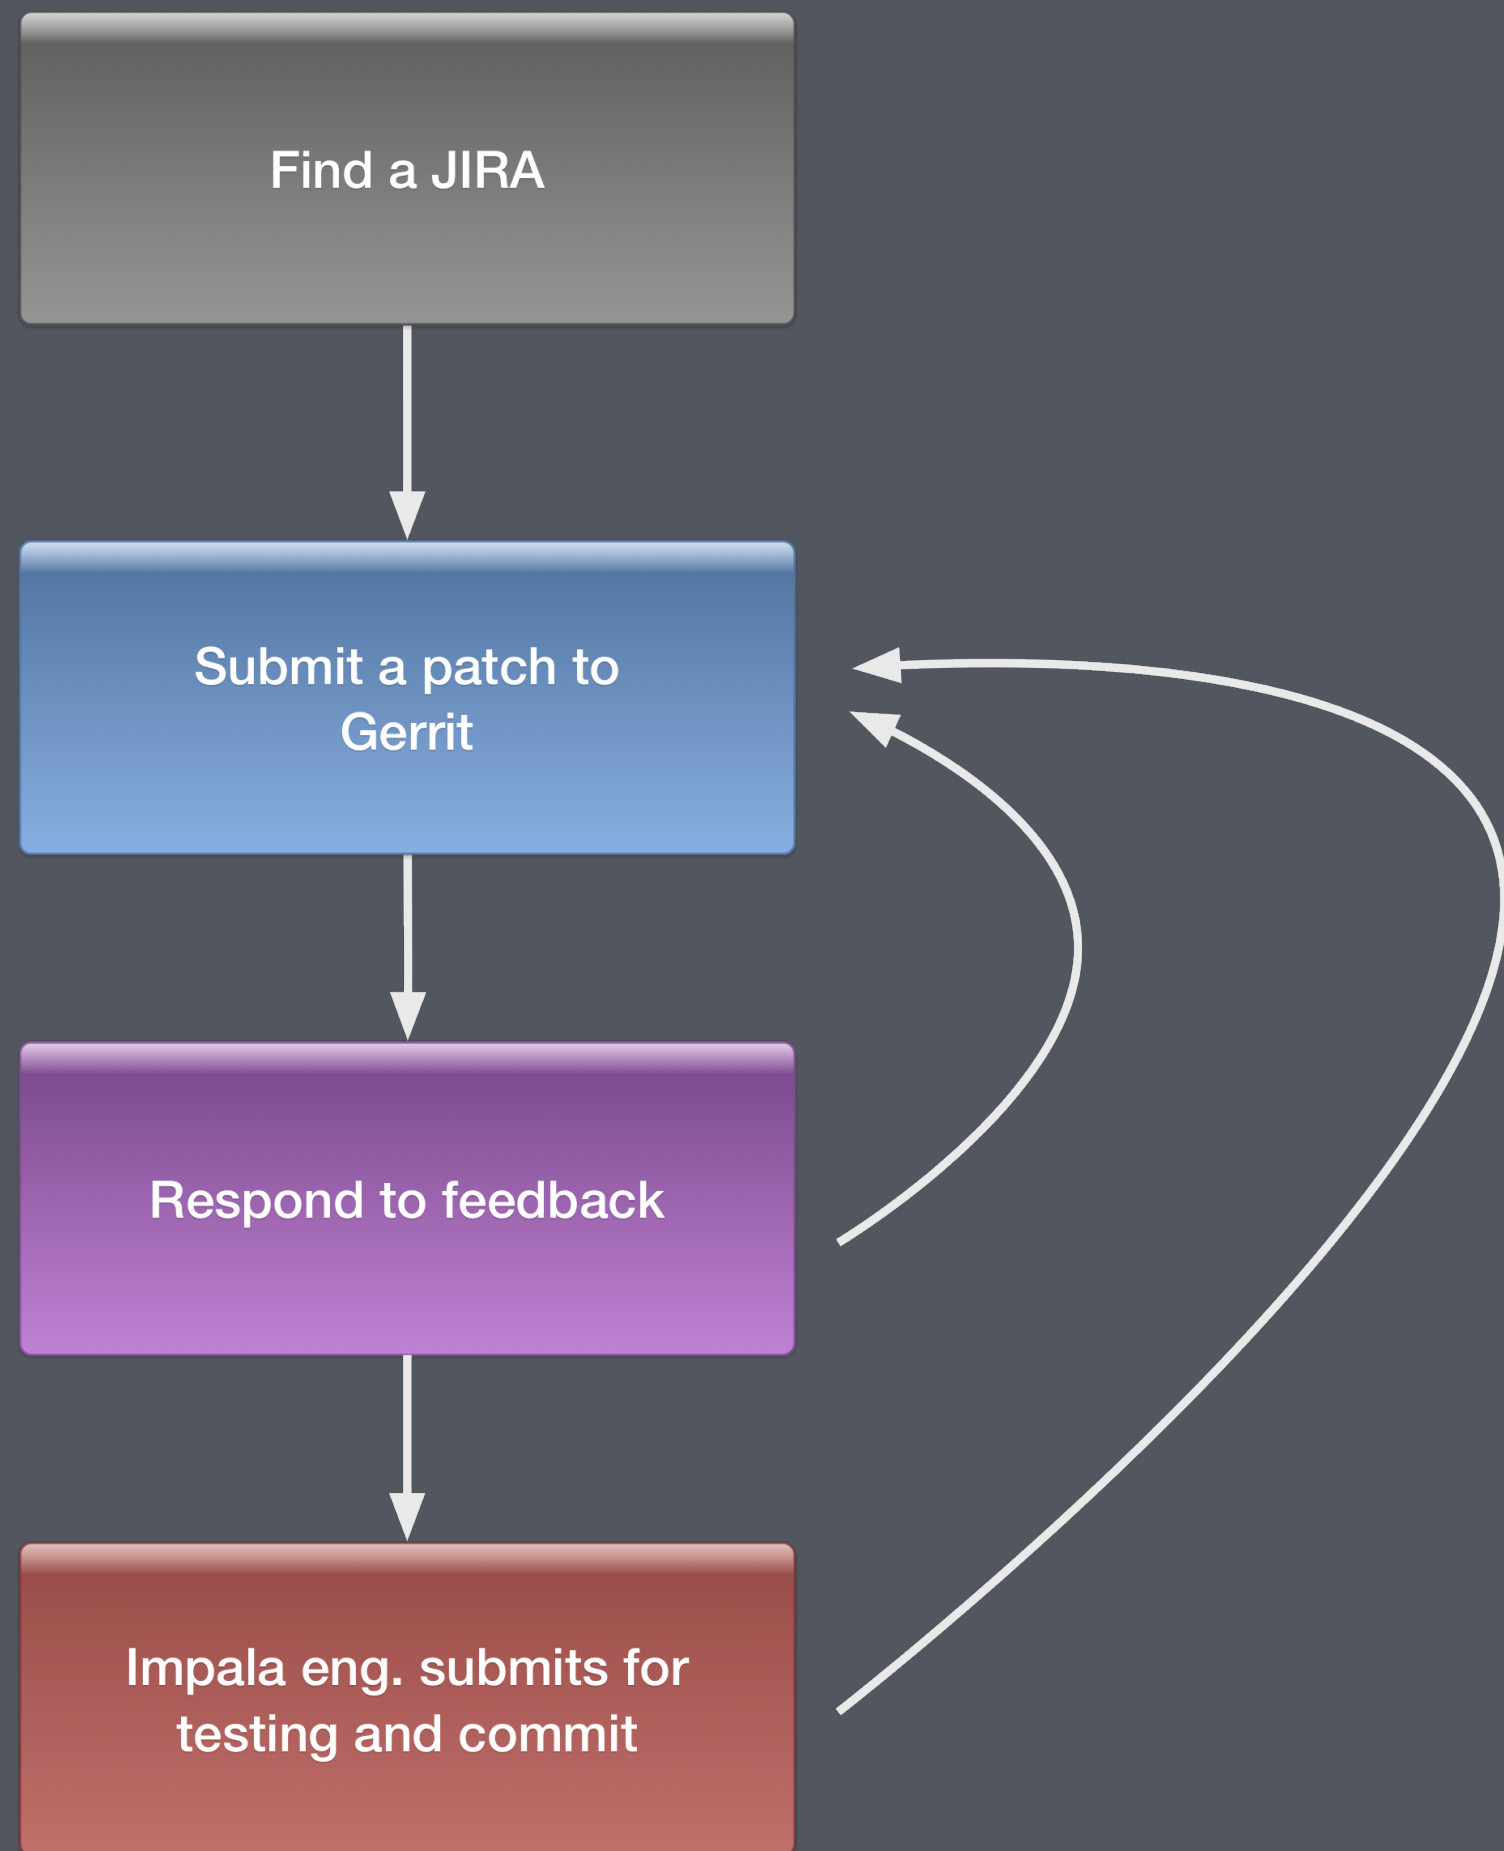 Find a JIRA
Submit a patch to
Gerrit
Respond to feedback
Impala eng. submits for
testing and commit